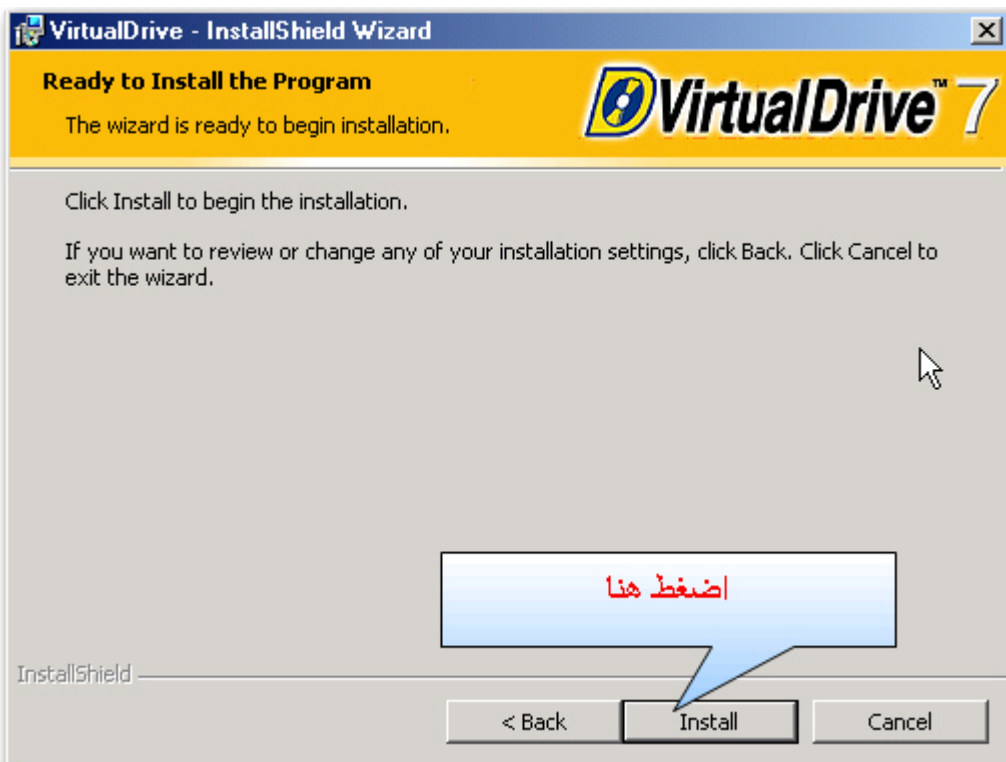 VirtualDrive - InstallShield Wizard
Ready to Install the Program
The wizard is ready to begin installation.
VirtualDrive™ 7
Click Install to begin the installation.
If you want to review or change any of your installation settings, click Back. Click Cancel to
exit the wizard.
اضغط هنا
InstallShield
< Back
Install
Cancel